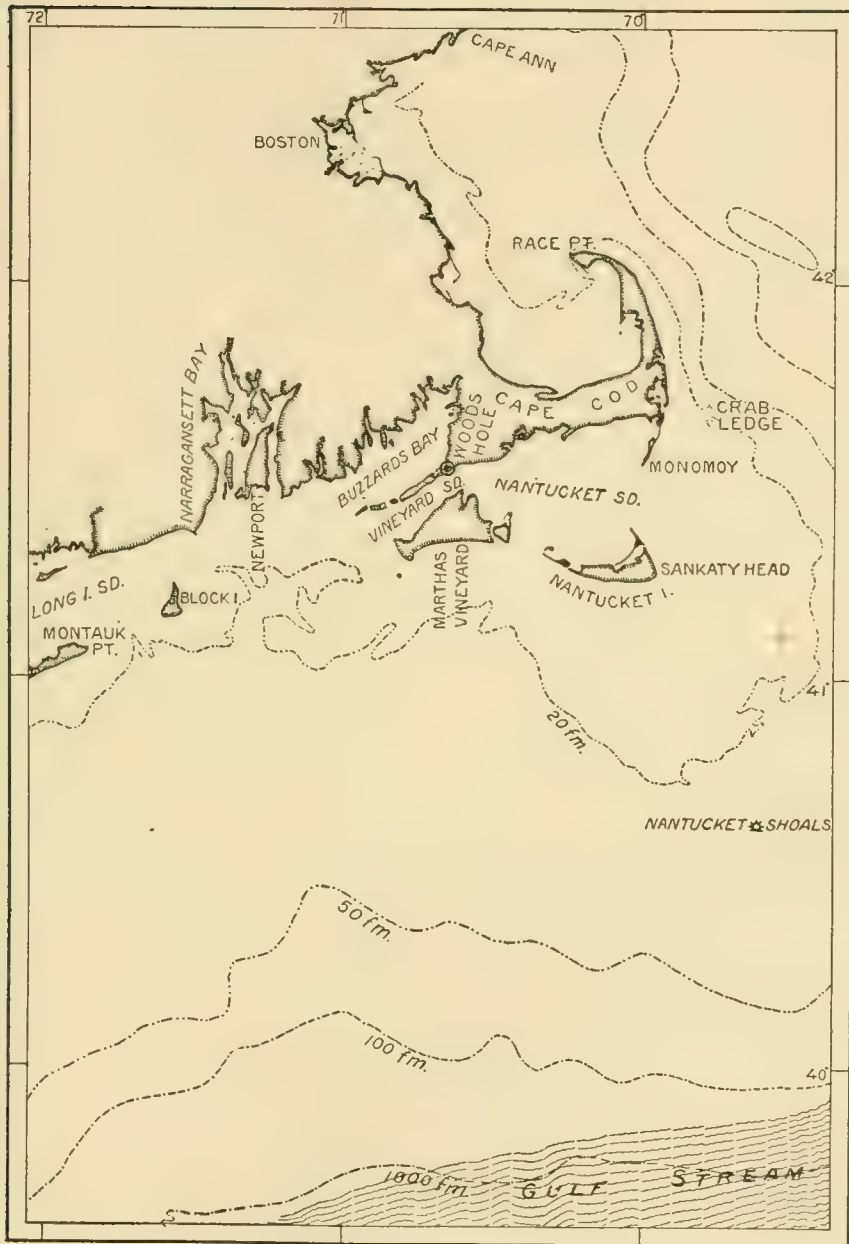 72
71
70
CAPE ANN
BOSTON
RACE PT.
42
NARRAGANSETT BAY
CAPE COD
WOODS
HOLE
CRAB
LEDGE
BUZZARDS BAY
MONOMOY
VINEYARD SD.
NANTUCKET SD.
NEWPORT
MARTHAS
VINEYARD
SANKATY HEAD
NANTUCKET I.
LONG I. SD.
BLOCK I.
MONTAUK
PT.
41°
20 fm.
NANTUCKET SHOALS
50 fm.
100 fm.
40°
1000 fm.
GULF STREAM